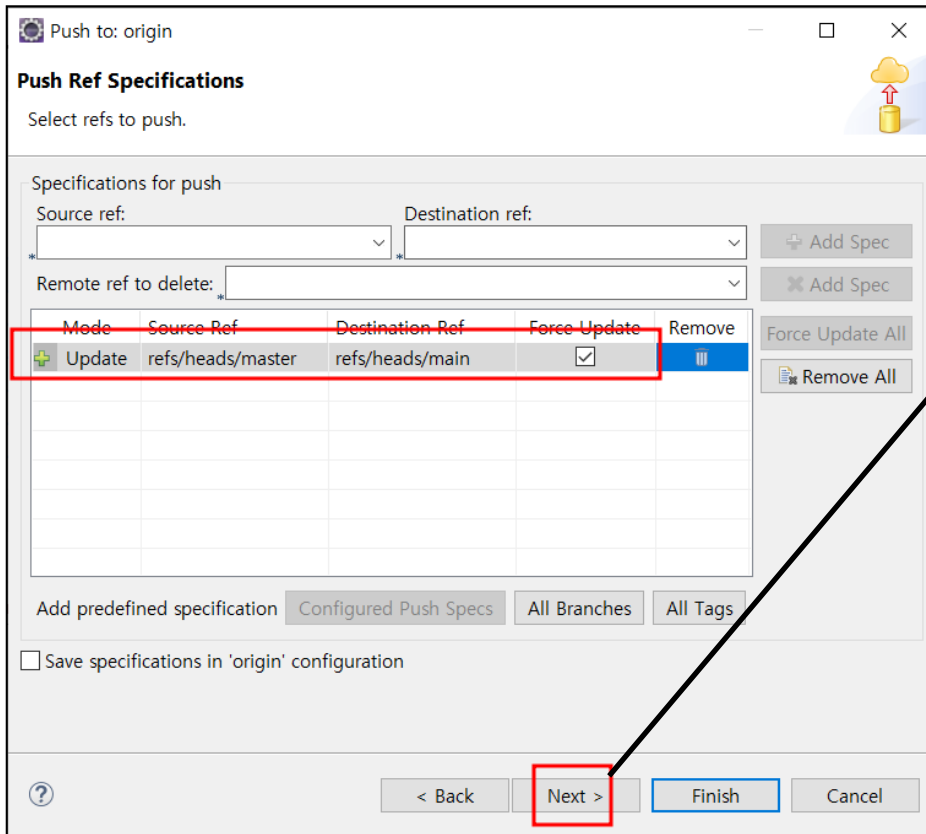 Push to: origin
Push Ref Specifications
Select refs to push.
Specifications for push
Source ref: Destination ref:
* * Add Spec
Remote ref to delete: * Add Spec
Mode Source Ref Destination Ref Force Update Remove
Force Update All
Update refs/heads/master refs/heads/main
Remove All
Add predefined specification Configured Push Specs All Branches All Tags
Save specifications in 'origin' configuration
? < Back Next > Finish Cancel